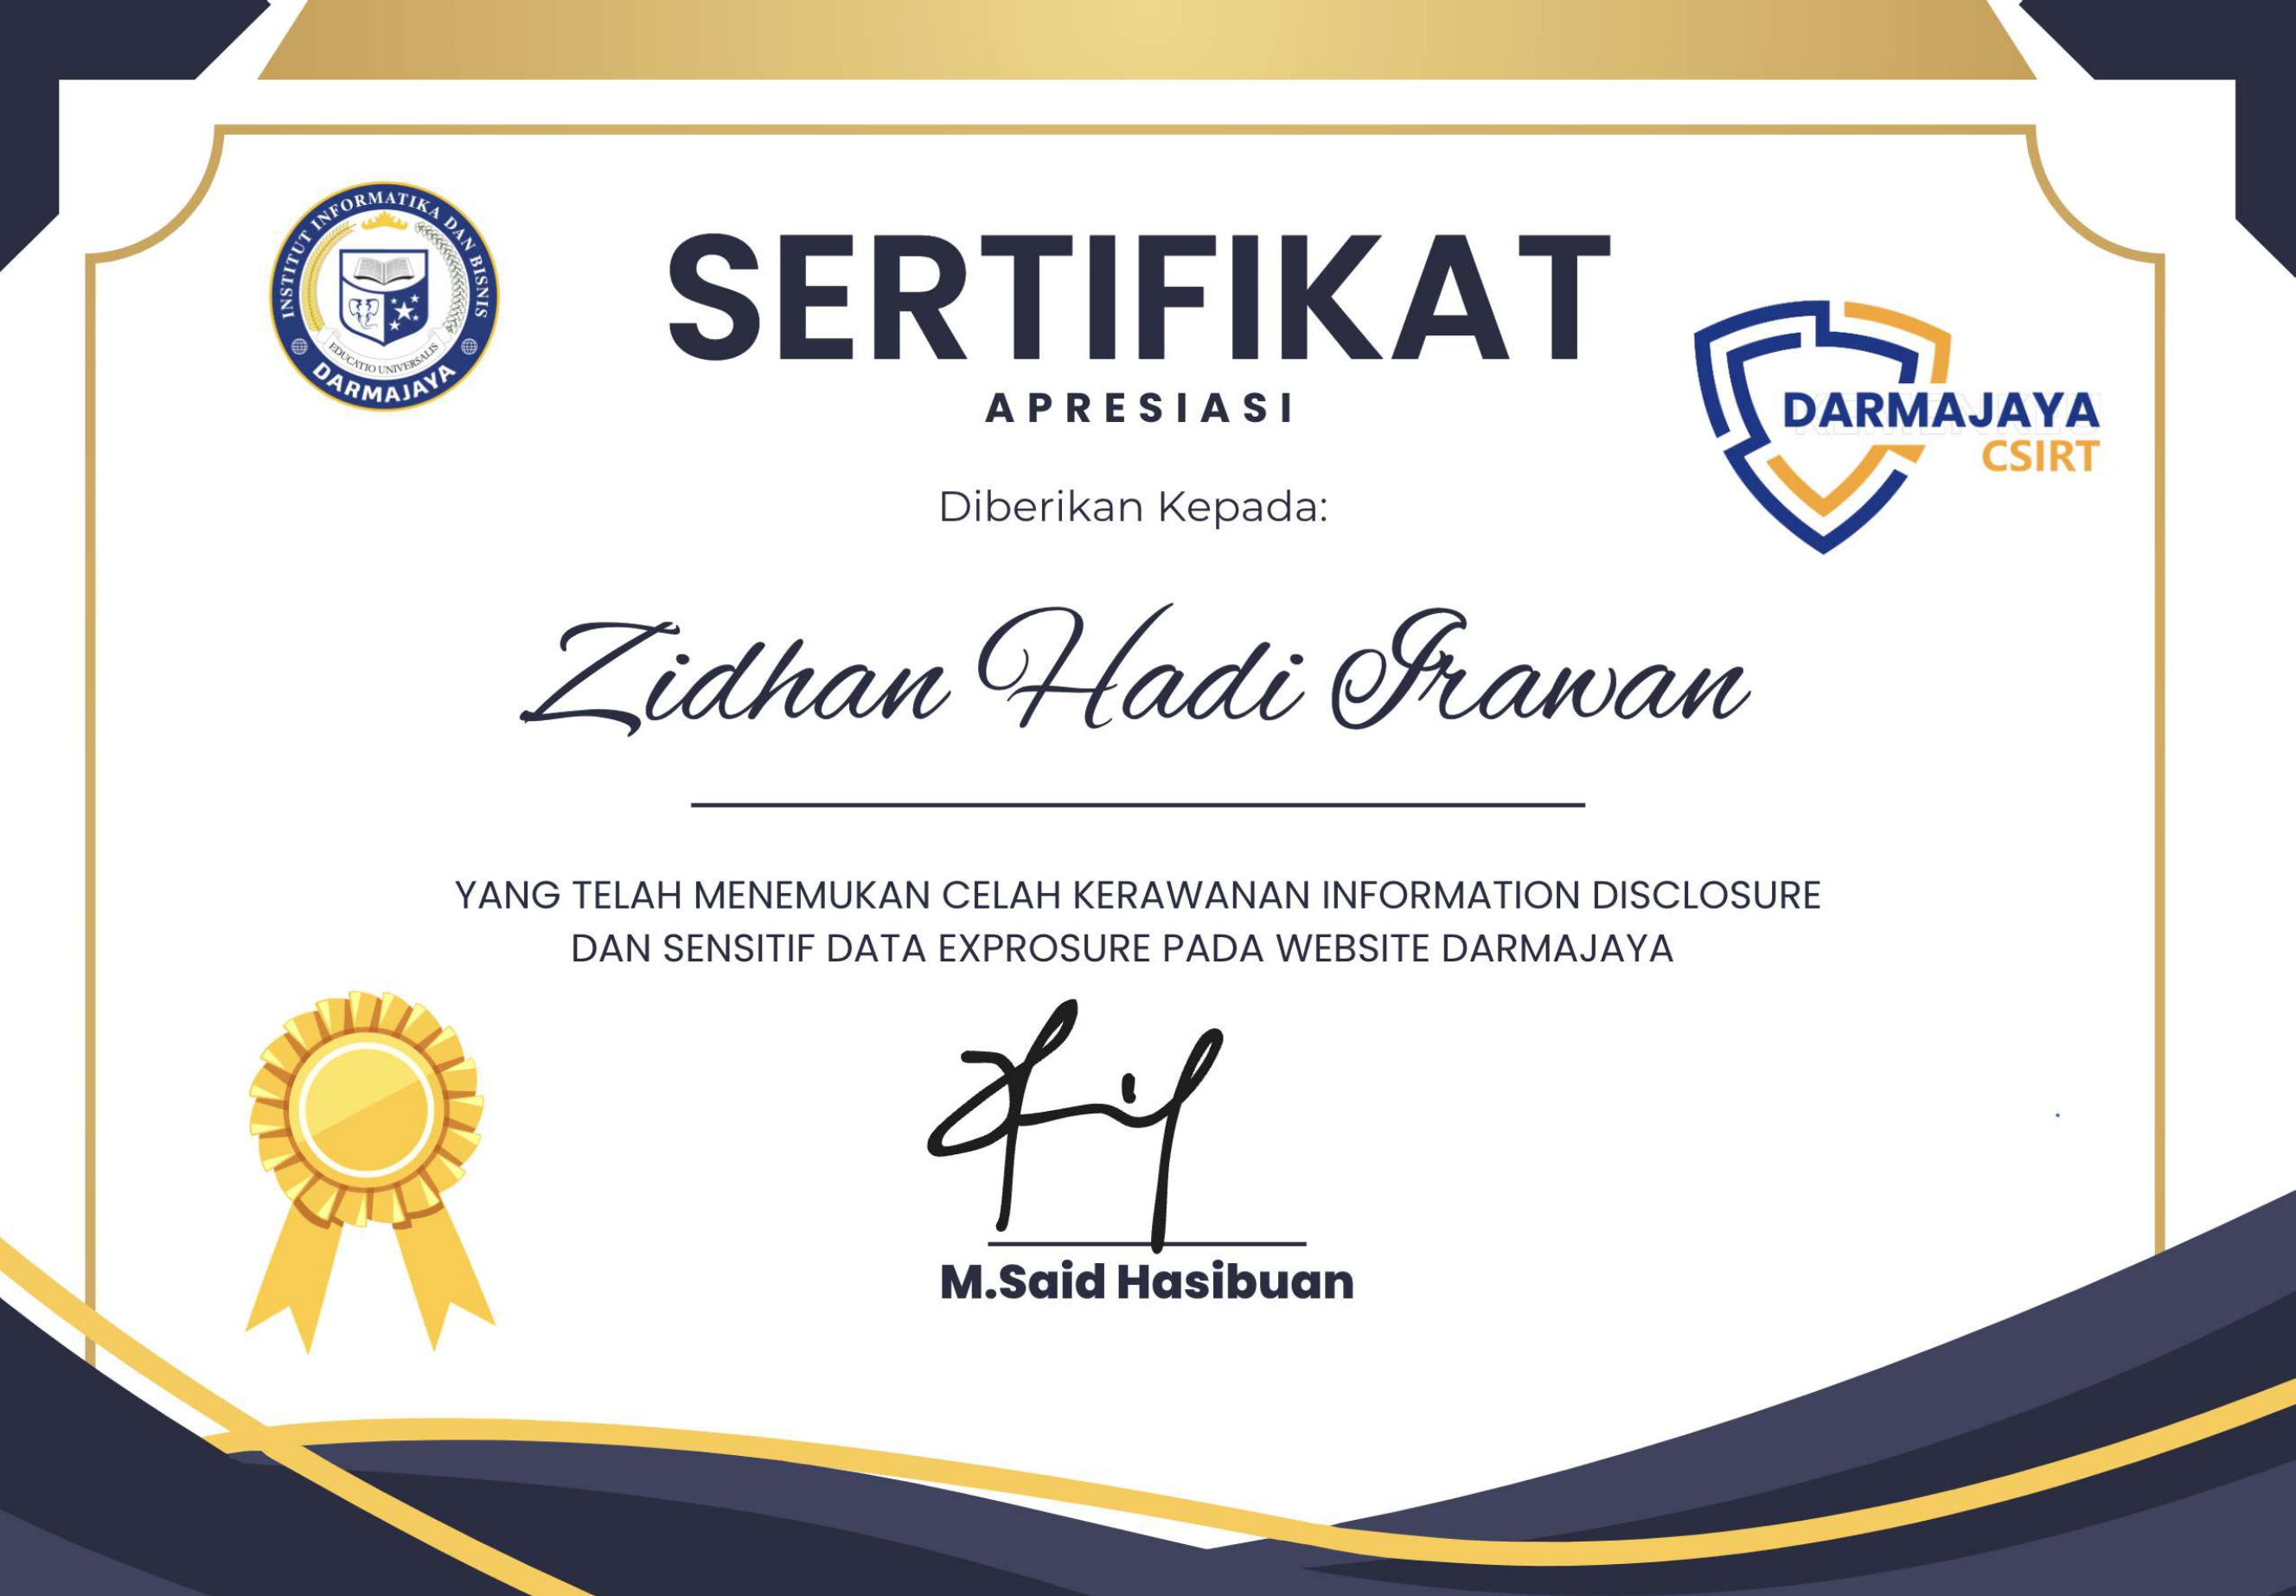 INSTITUT INFORMATIKA DAN BISNIS
EDUCATIO UNIVERSALIS
DARMAJAYA
SERTIFIKAT
APRESIASI
DARMAJAYA
CSIRT
Diberikan Kepada:
Zidhan Hadi Irawan
YANG TELAH MENEMUKAN CELAH KERAWANAN INFORMATION DISCLOSURE
DAN SENSITIF DATA EXPROSURE PADA WEBSITE DARMAJAYA
M.Said Hasibuan